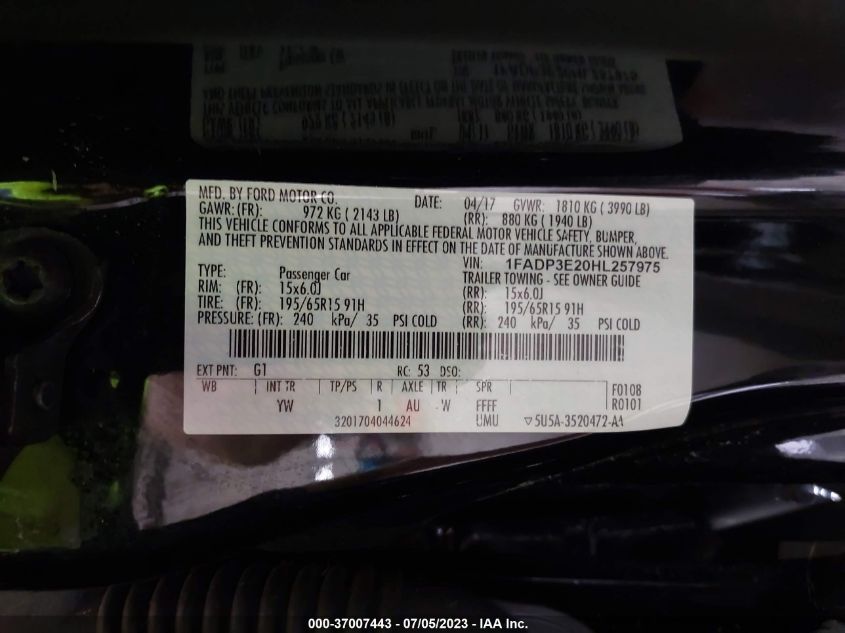 MFD. BY FORD MOTOR CO.
DATE: 04/17 GVWR: 1810 KG ( 3990 LB)
GAWR: (FR): 972 KG ( 2143 LB) (RR): 880 KG ( 1940 LB)
THIS VEHICLE CONFORMS TO ALL APPLICABLE FEDERAL MOTOR VEHICLE SAFETY, BUMPER,
AND THEFT PREVENTION STANDARDS IN EFFECT ON THE DATE OF MANUFACTURE SHOWN ABOVE.
VIN: 1FADP3E20HL257975
TYPE: Passenger Car TRAILER TOWING - SEE OWNER GUIDE
RIM: (FR): 15x6.0J (RR): 15x6.0J
TIRE: (FR): 195/65R15 91H (RR): 195/65R15 91H
PRESSURE: (FR): 240 kPa/ 35 PSI COLD (RR): 240 kPa/ 35 PSI COLD
EXT PNT: G1 RC: 53 DSO:
WB INT TR TP/PS R AXLE TR SPR F0108
YW 1 AU W FFFF R0101
3201704044624 UMU ▽5U5A-3520472-AA
000-37007443 / 07/05/2023 - IAA Inc.